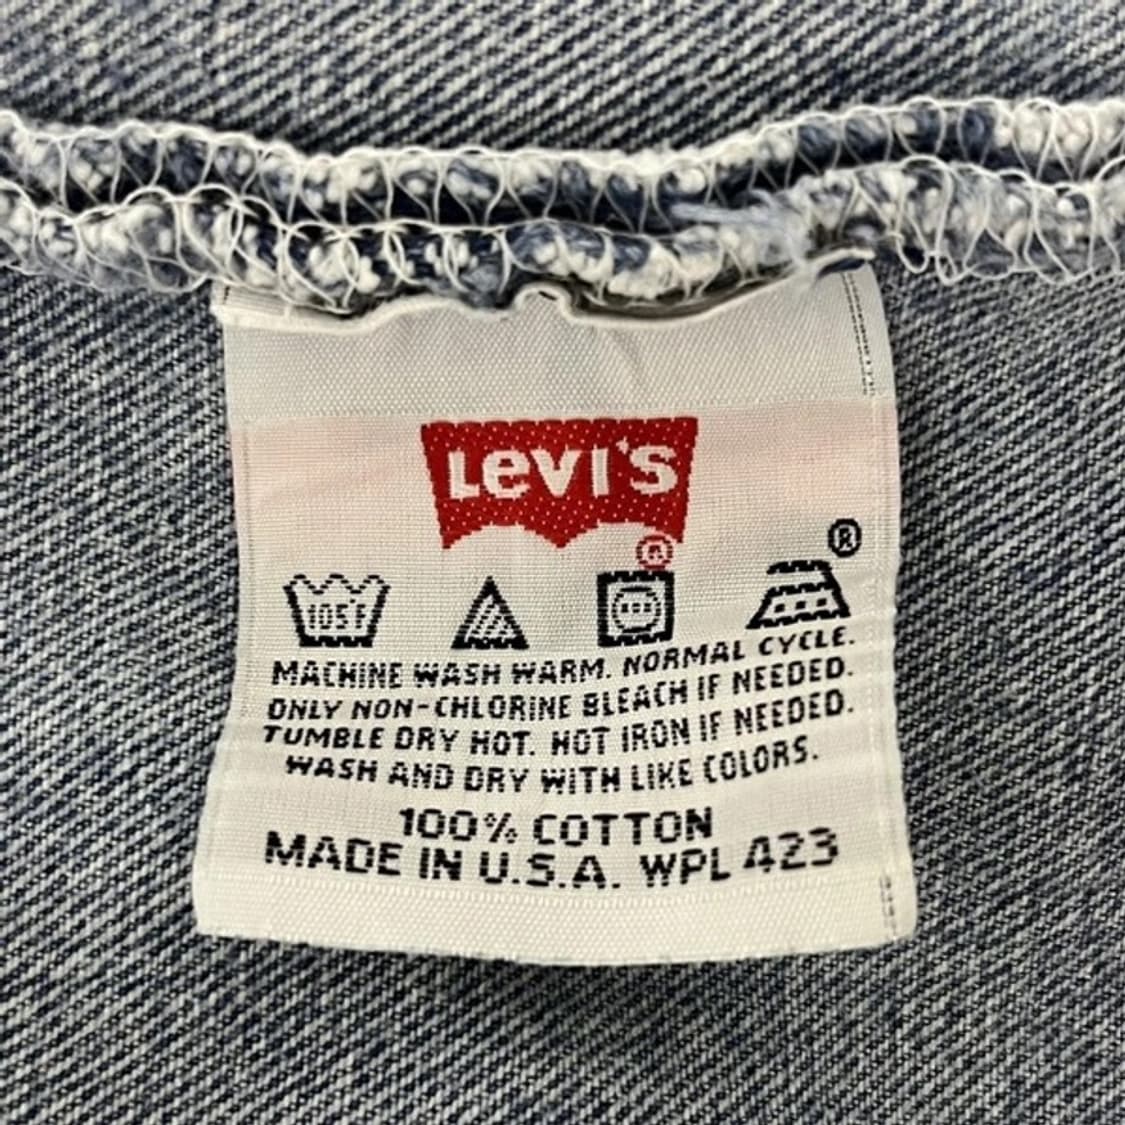 LEVI'S
®
®
105F
MACHINE WASH WARM. NORMAL CYCLE.
ONLY NON-CHLORINE BLEACH IF NEEDED.
TUMBLE DRY HOT. HOT IRON IF NEEDED.
WASH AND DRY WITH LIKE COLORS.
100% COTTON
MADE IN U.S.A. WPL 423